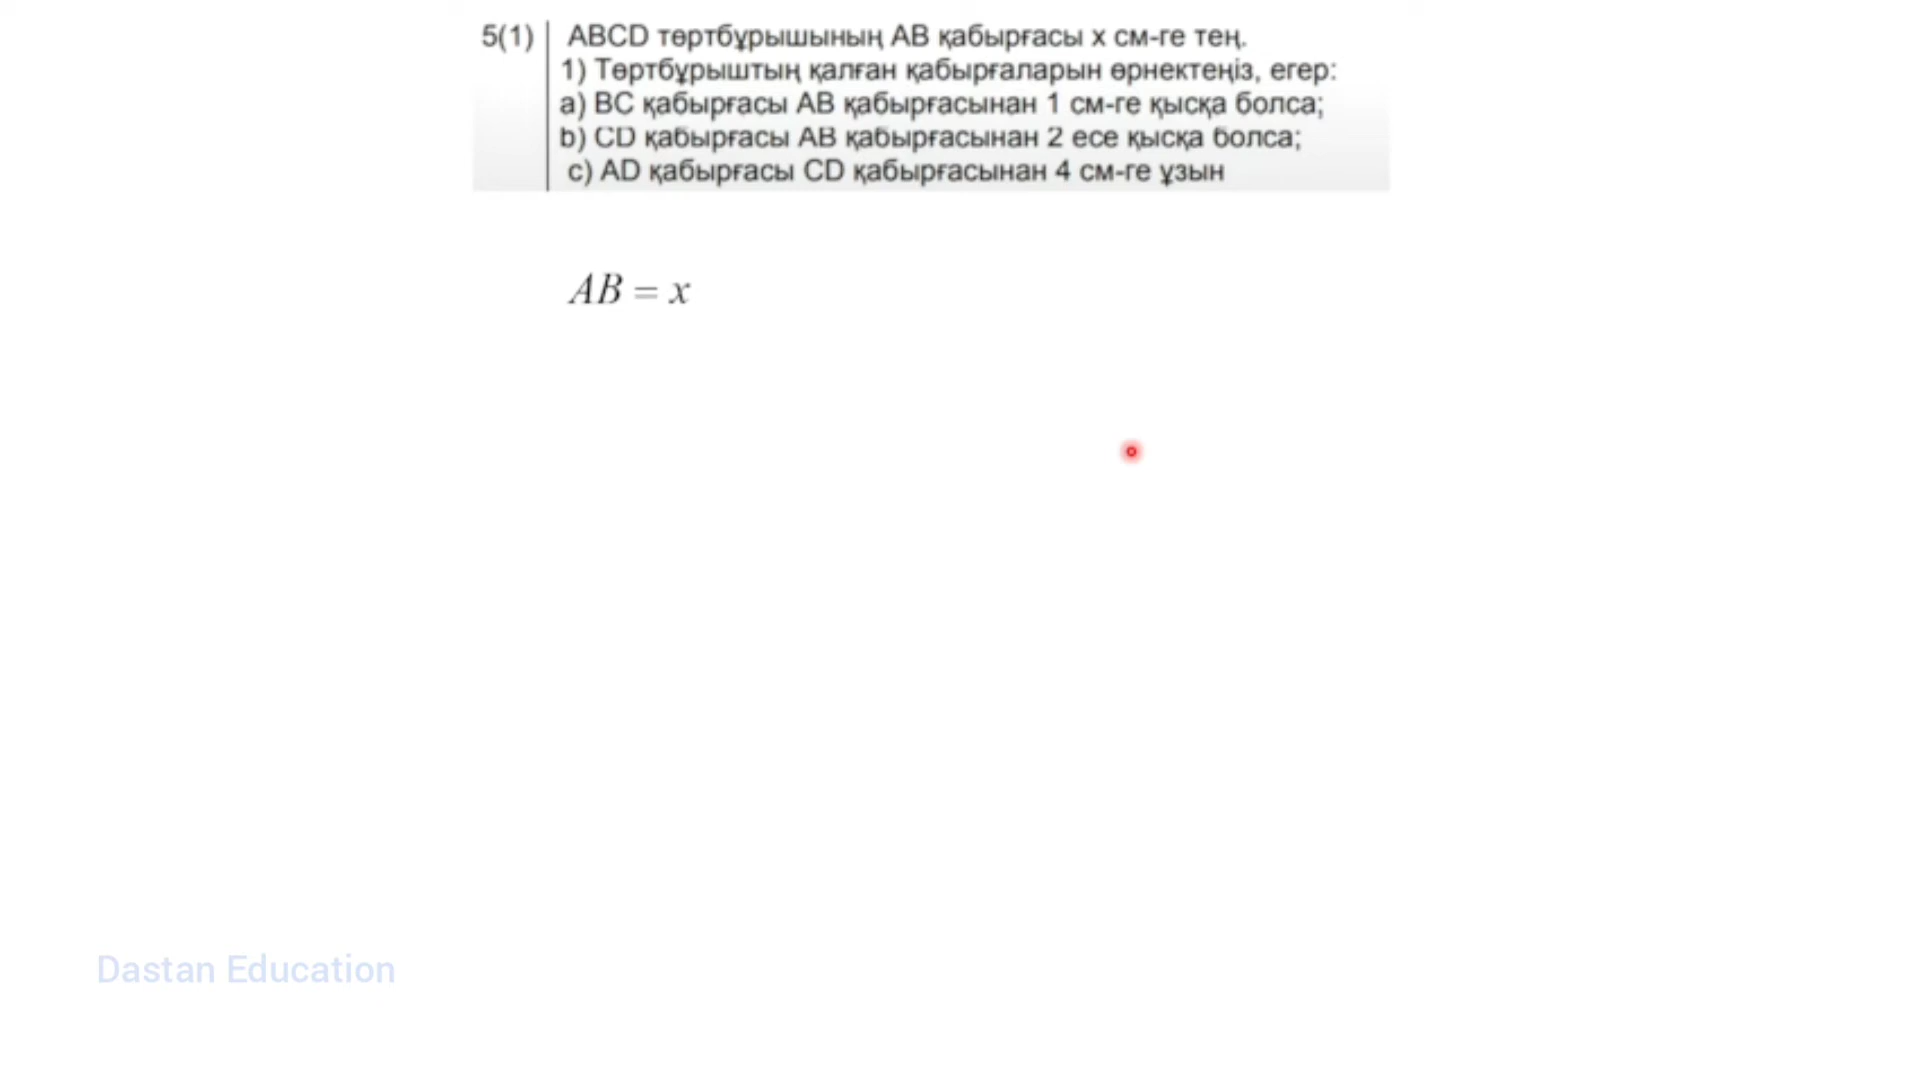 5(1) ABCD төртбұрышының AB қабырғасы x см-ге тең.
1) Төртбұрыштың қалған қабырғаларын өрнектеңіз, егер:
a) BC қабырғасы AB қабырғасынан 1 см-ге қысқа болса;
b) CD қабырғасы AB қабырғасынан 2 есе қысқа болса;
c) AD қабырғасы CD қабырғасынан 4 см-ге ұзын
AB = x
Dastan Education